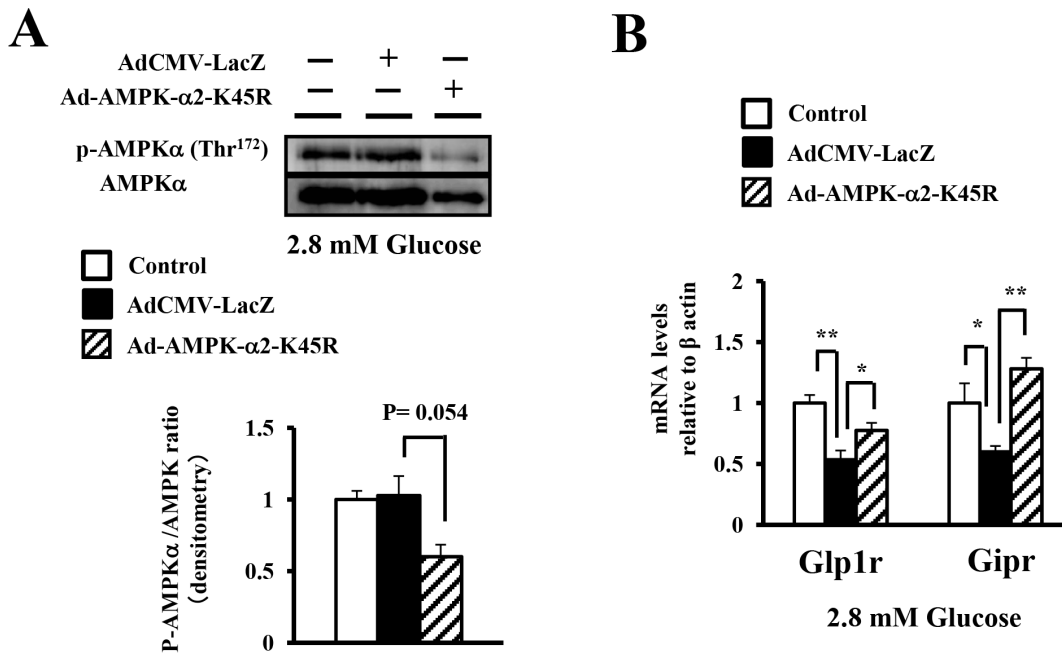 A
AdCMV-LacZ − + −
Ad-AMPK-α2-K45R − − +
p-AMPKα (Thr¹⁷²)
AMPKα
2.8 mM Glucose
Control
AdCMV-LacZ
Ad-AMPK-α2-K45R
P= 0.054
P-AMPKα /AMPK ratio
(densitometry)
1.5
1
0.5
0
B
Control
AdCMV-LacZ
Ad-AMPK-α2-K45R
mRNA levels
relative to β actin
2
1.5
1
0.5
0
** * * **
Glp1r Gipr
2.8 mM Glucose